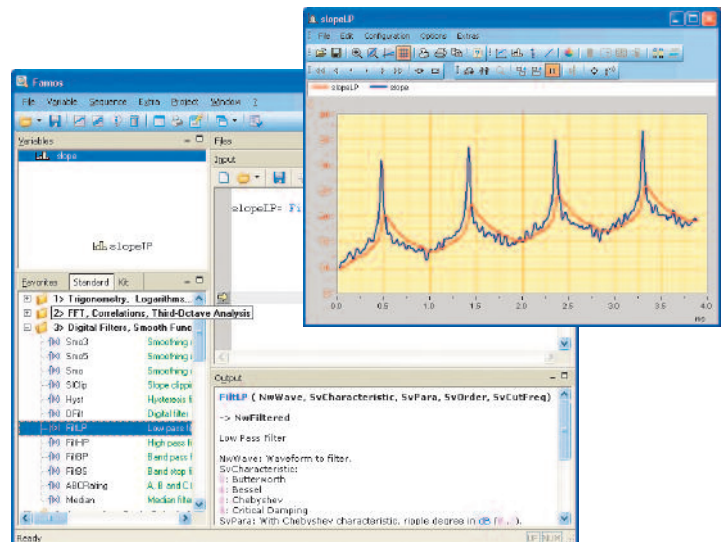 slopeLP
File Edit Configuration Options Extras
slopeLP slope
0.0 0.5 1.0 1.5 2.0 2.5 3.0 3.5 4.0
Famos
File Variable Sequence Extra Project Window ?
Variables
slope
slopeLP
Favorites Standard Kit
1> Trigonometry, Logarithms...
2> FFT, Correlations, Third-Octave Analysis
3> Digital Filters, Smooth Func
f(x) Smo3 Smoothing
f(x) Smo5 Smoothing
f(x) Smo Smoothing
f(x) SlClip Slope clippi
f(x) Hyst Hysteresis f
f(x) DFilt Digital filter
f(x) FiltLP Low pass f
f(x) FiltHP High pass fi
f(x) FiltBP Band pass f
f(x) FiltBS Band stop fi
f(x) ABCRating A, B and C f
f(x) Median Median filte
Files
Input
slopeLP= Fi
Output
FiltLP ( NwWave, SvCharacteristic, SvPara, SvOrder, SvCutFreq)
-> NwFiltered
Low Pass filter
NwWave: Waveform to filter.
SvCharacteristic:
: Butterworth
: Bessel
: Chebyshev
: Critical Damping
SvPara: With Chebyshev characteristic, ripple degree in dB
Ready
UF NUM